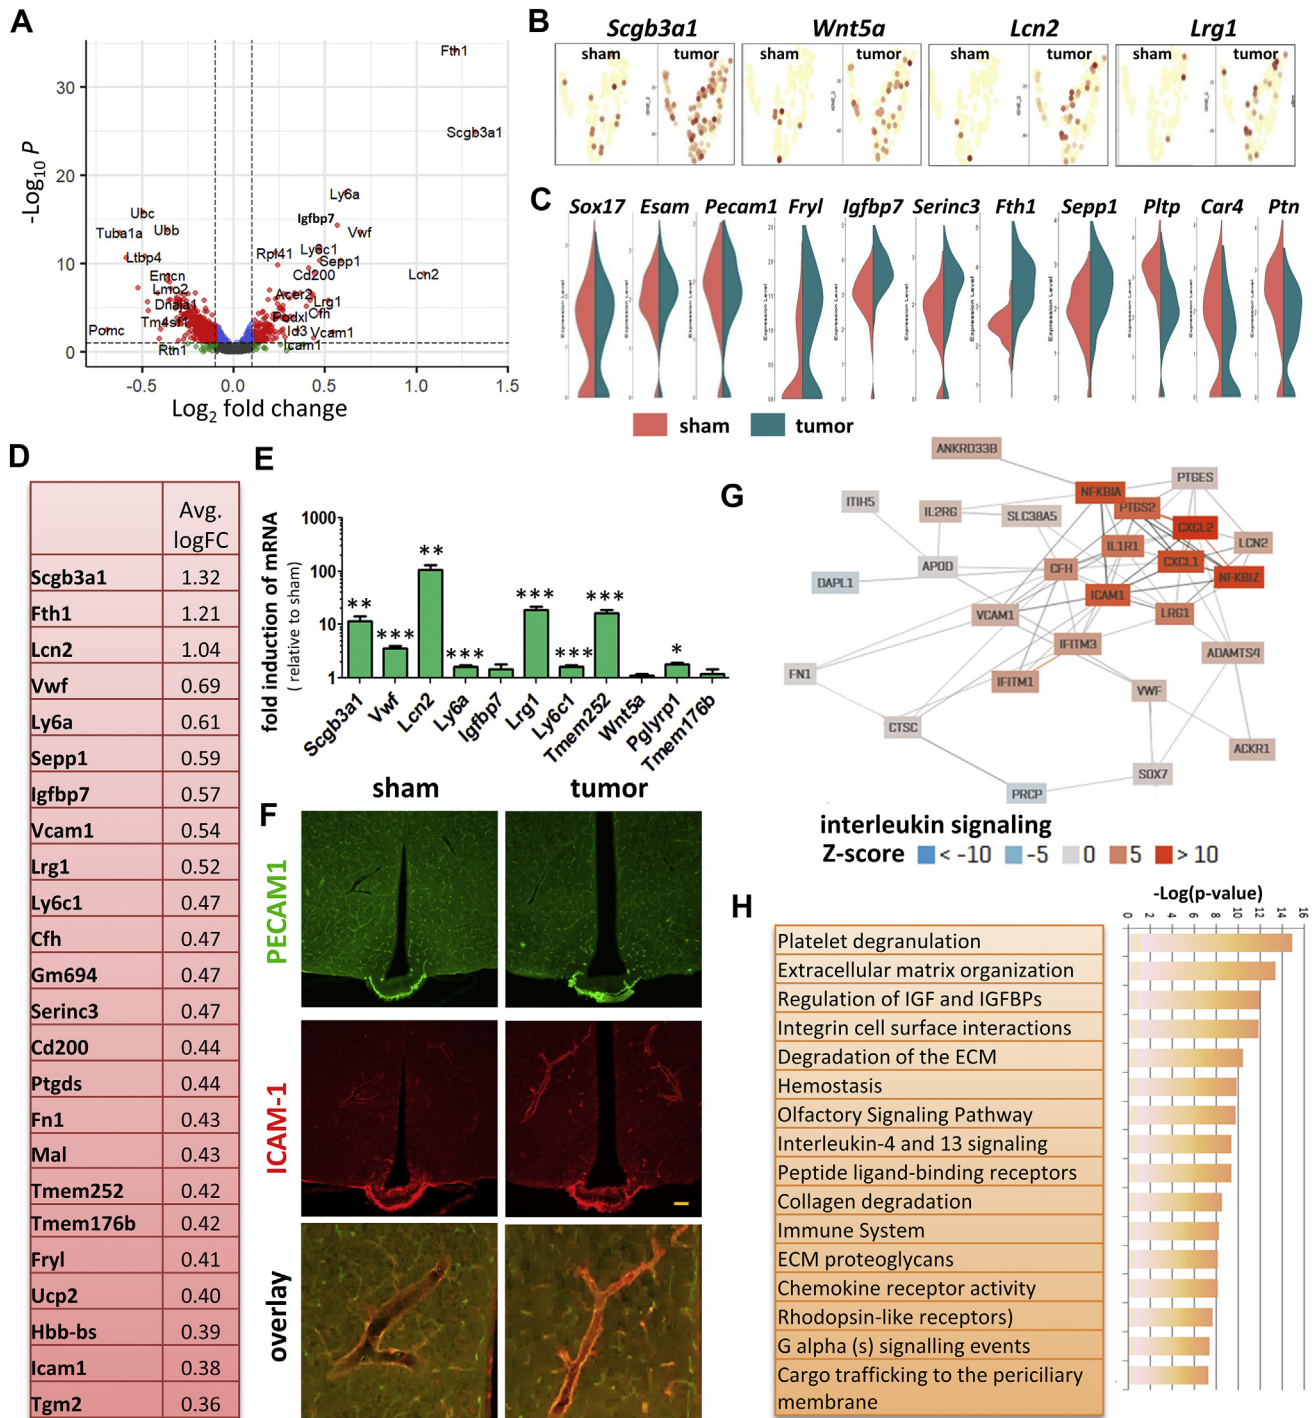 A
-Log10 P
30
20
10
0
-0.5
0.0
0.5
1.0
1.5
Log2 fold change
Fth1
Scgb3a1
Ly6a
Igfbp7
Vwf
Ubc
Tuba1a
Ubb
Ltbp4
Rpl41
Ly6c1
Sepp1
Cd200
Lcn2
Emcn
Lmo2
Dnaja1
Acer2
Lrg1
Cfh
Podxl
Tm4sf1
Id3
Vcam1
Pomc
Rtn1
Icam1
B
Scgb3a1 Wnt5a Lcn2 Lrg1
sham tumor sham tumor sham tumor sham tumor
C
Sox17 Esam Pecam1 Fryl Igfbp7 Serinc3 Fth1 Sepp1 Pltp Car4 Ptn
Expression Level
sham tumor
D
Avg.
logFC
Scgb3a1 1.32
Fth1 1.21
Lcn2 1.04
Vwf 0.69
Ly6a 0.61
Sepp1 0.59
Igfbp7 0.57
Vcam1 0.54
Lrg1 0.52
Ly6c1 0.47
Cfh 0.47
Gm694 0.47
Serinc3 0.47
Cd200 0.44
Ptgds 0.44
Fn1 0.43
Mal 0.43
Tmem252 0.42
Tmem176b 0.42
Fryl 0.41
Ucp2 0.40
Hbb-bs 0.39
Icam1 0.38
Tgm2 0.36
E
fold induction of mRNA
( relative to sham)
1000
100
10
1
** *** ** *** *** *** *** *
Scgb3a1
Vwf
Lcn2
Ly6a
Igfbp7
Lrg1
Ly6c1
Tmem252
Wnt5a
Pglyrp1
Tmem176b
F
sham tumor
PECAM1
ICAM-1
overlay
G
ANKRD33B
PTGES
NFKBIA
ITIH5
IL2RG
SLC38A5
PTGS2
CXCL2
LCN2
IL1R1
CXCL1
APOD
CFH
NFKBIZ
DAPL1
ICAM1
LRG1
VCAM1
IFITM3
ADAMTS4
FN1
IFITM1
VWF
CTSC
ACKR1
SOX7
PRCP
interleukin signaling
Z-score < -10 -5 0 5 > 10
H
-Log(p-value)
0 2 4 6 8 10 12 14 16
Platelet degranulation
Extracellular matrix organization
Regulation of IGF and IGFBPs
Integrin cell surface interactions
Degradation of the ECM
Hemostasis
Olfactory Signaling Pathway
Interleukin-4 and 13 signaling
Peptide ligand-binding receptors
Collagen degradation
Immune System
ECM proteoglycans
Chemokine receptor activity
Rhodopsin-like receptors)
G alpha (s) signalling events
Cargo trafficking to the periciliary
membrane